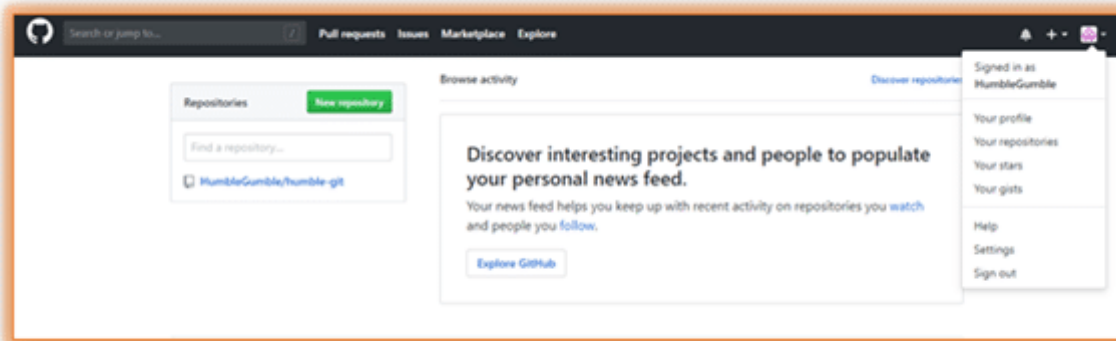 Search or jump to... /
Pull requests Issues Marketplace Explore
Signed in as
HumbleGumble
Your profile
Your repositories
Your stars
Your gists
Help
Settings
Sign out
Repositories New repository
Find a repository...
HumbleGumble/humble-git
Browse activity Discover repositories
Discover interesting projects and people to populate
your personal news feed.
Your news feed helps you keep up with recent activity on repositories you watch
and people you follow.
Explore GitHub